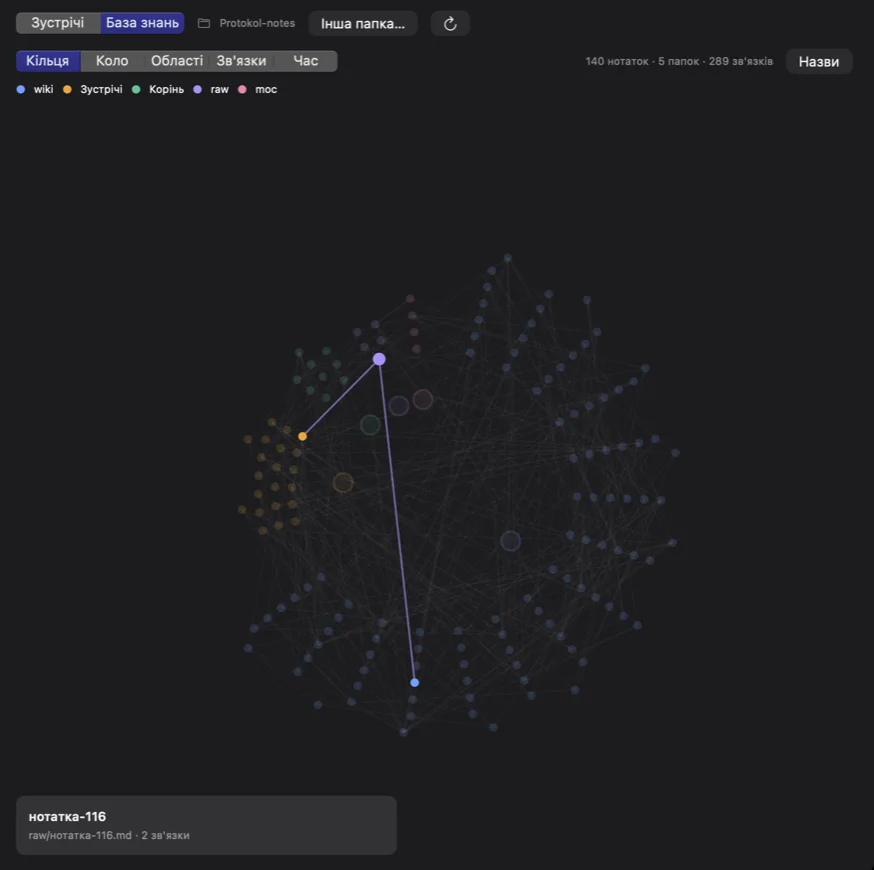 Зустрічі База знань Protokol-notes Інша папка...
Кільця Коло Області Зв'язки Час 140 нотаток · 5 папок · 289 зв'язків Назви
wiki Зустрічі Корінь raw moc
нотатка-116
raw/нотатка-116.md · 2 зв'язки